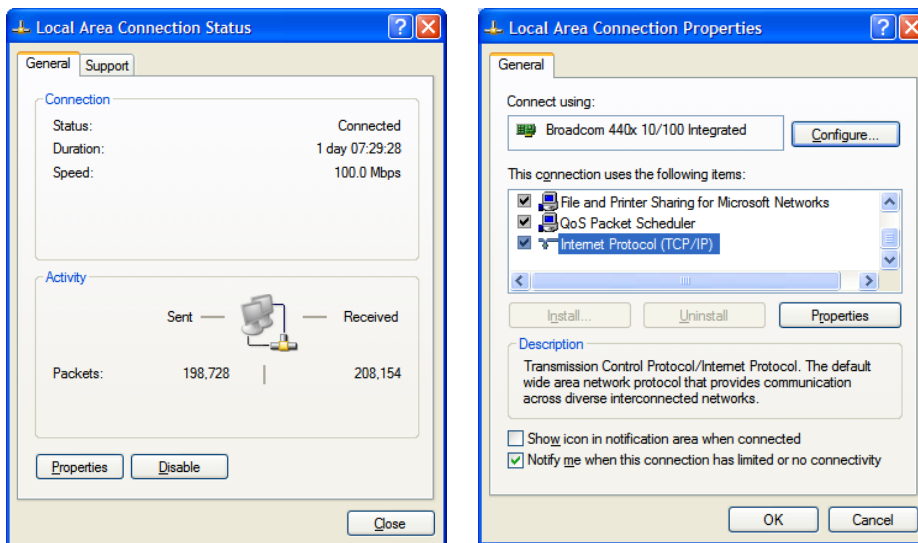 Local Area Connection Status
General
Support
Connection
Status: Connected
Duration: 1 day 07:29:28
Speed: 100.0 Mbps
Activity
Sent
Received
Packets: 198,728 208,154
Properties
Disable
Close
Local Area Connection Properties
General
Connect using:
Broadcom 440x 10/100 Integrated
Configure...
This connection uses the following items:
File and Printer Sharing for Microsoft Networks
QoS Packet Scheduler
Internet Protocol (TCP/IP)
Install...
Uninstall
Properties
Description
Transmission Control Protocol/Internet Protocol. The default
wide area network protocol that provides communication
across diverse interconnected networks.
Show icon in notification area when connected
Notify me when this connection has limited or no connectivity
OK
Cancel